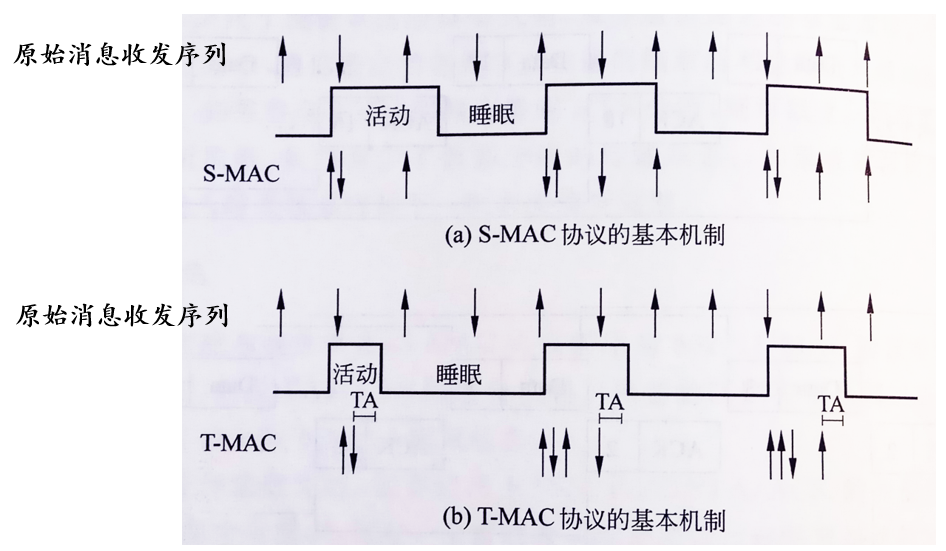 原始消息收发序列
活动
睡眠
S-MAC
(a) S-MAC 协议的基本机制
原始消息收发序列
活动
睡眠
TA
TA
TA
T-MAC
(b) T-MAC 协议的基本机制